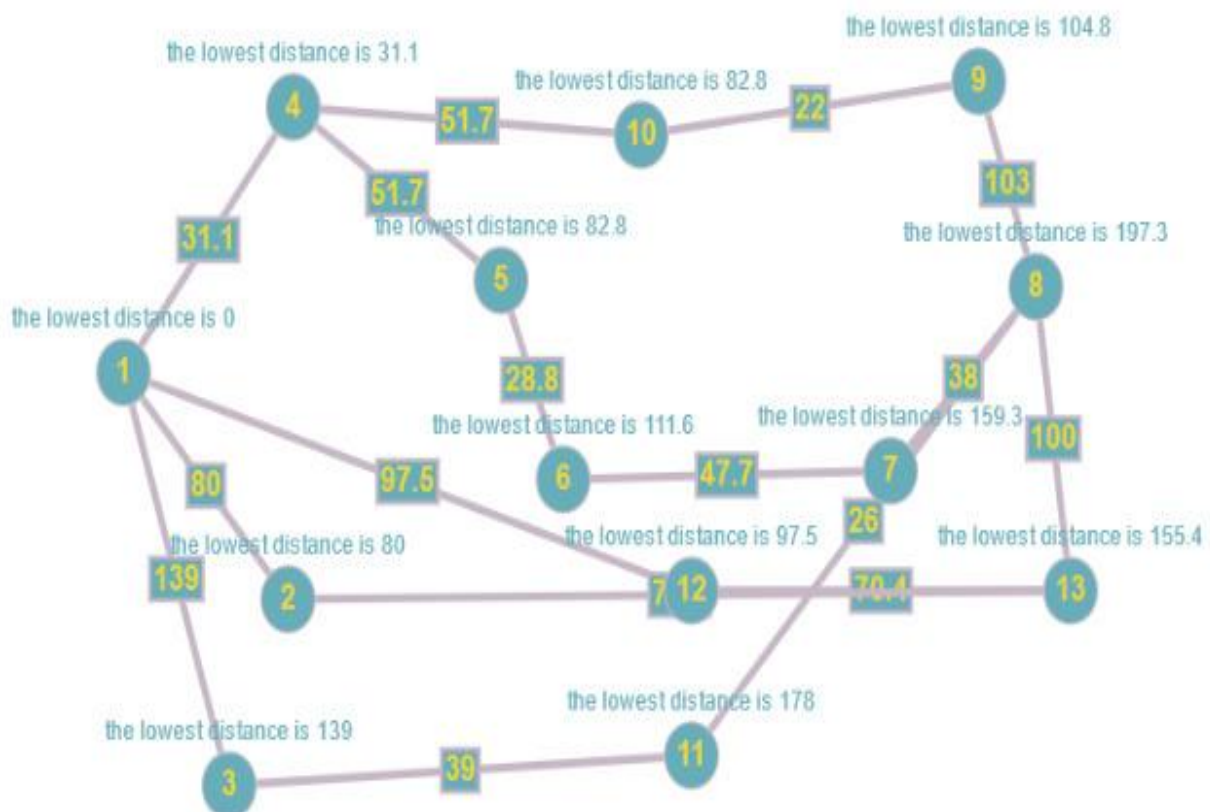 the lowest distance is 104.8
9
the lowest distance is 31.1
the lowest distance is 82.8
4
51.7
10
22
51.7
103
the lowest distance is 82.8
31.1
the lowest distance is 197.3
5
8
the lowest distance is 0
1
28.8
38
the lowest distance is 111.6
the lowest distance is 159.3
100
80
97.5
6
47.7
7
26
the lowest distance is 80
the lowest distance is 97.5
the lowest distance is 155.4
139
2
12
70.4
13
the lowest distance is 178
the lowest distance is 139
3
39
11